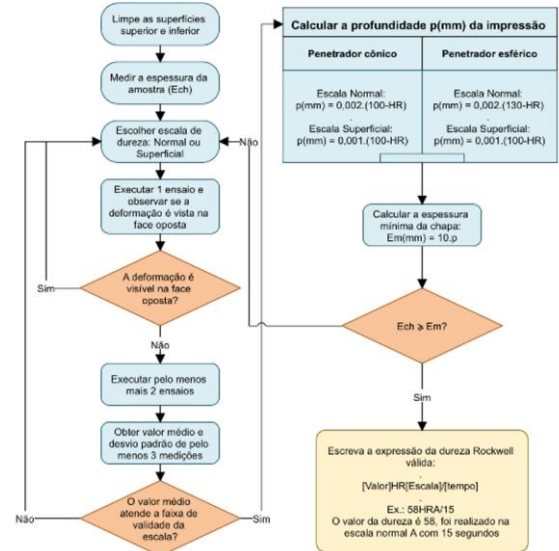 Limpe as superfícies
superior e inferior
Medir a espessura da
amostra (Ech)
Escolher escala de
dureza: Normal ou
Superficial
Executar 1 ensaio e
observar se a
deformação é vista na
face oposta
A deformação é
visível na face
oposta?
Sim
Não
Executar pelo menos
mais 2 ensaios
Obter valor médio e
desvio padrão de pelo
menos 3 medições
O valor médio
atende a faixa de
validade da
escala?
Não
Sim
Calcular a profundidade p(mm) da impressão
Penetrador cônico
Penetrador esférico
Escala Normal:
p(mm) = 0,002.(100-HR)
.
Escala Superficial:
p(mm) = 0,001.(100-HR)
Escala Normal:
p(mm) = 0,002.(130-HR)
.
Escala Superficial:
p(mm) = 0,001.(100-HR)
Calcular a espessura
mínima da chapa:
Em(mm) = 10.p
Ech ⩾ Em?
Não
Sim
Escreva a expressão da dureza Rockwell
válida:
.
[Valor]HR[Escala]/[tempo]
.
Ex.: 58HRA/15
O valor da dureza é 58, foi realizado na
escala normal A com 15 segundos